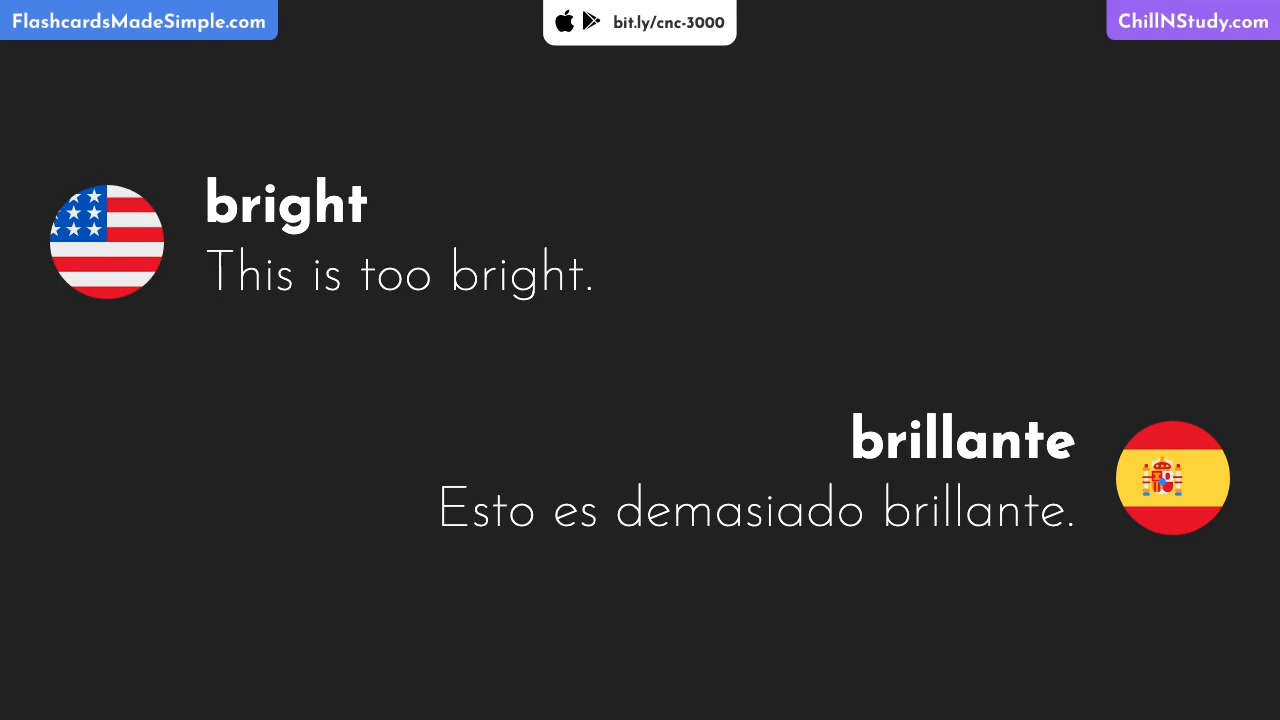 FlashcardsMadeSimple.com
bit.ly/cnc-3000
ChillNStudy.com
bright
This is too bright.
brillante
Esto es demasiado brillante.